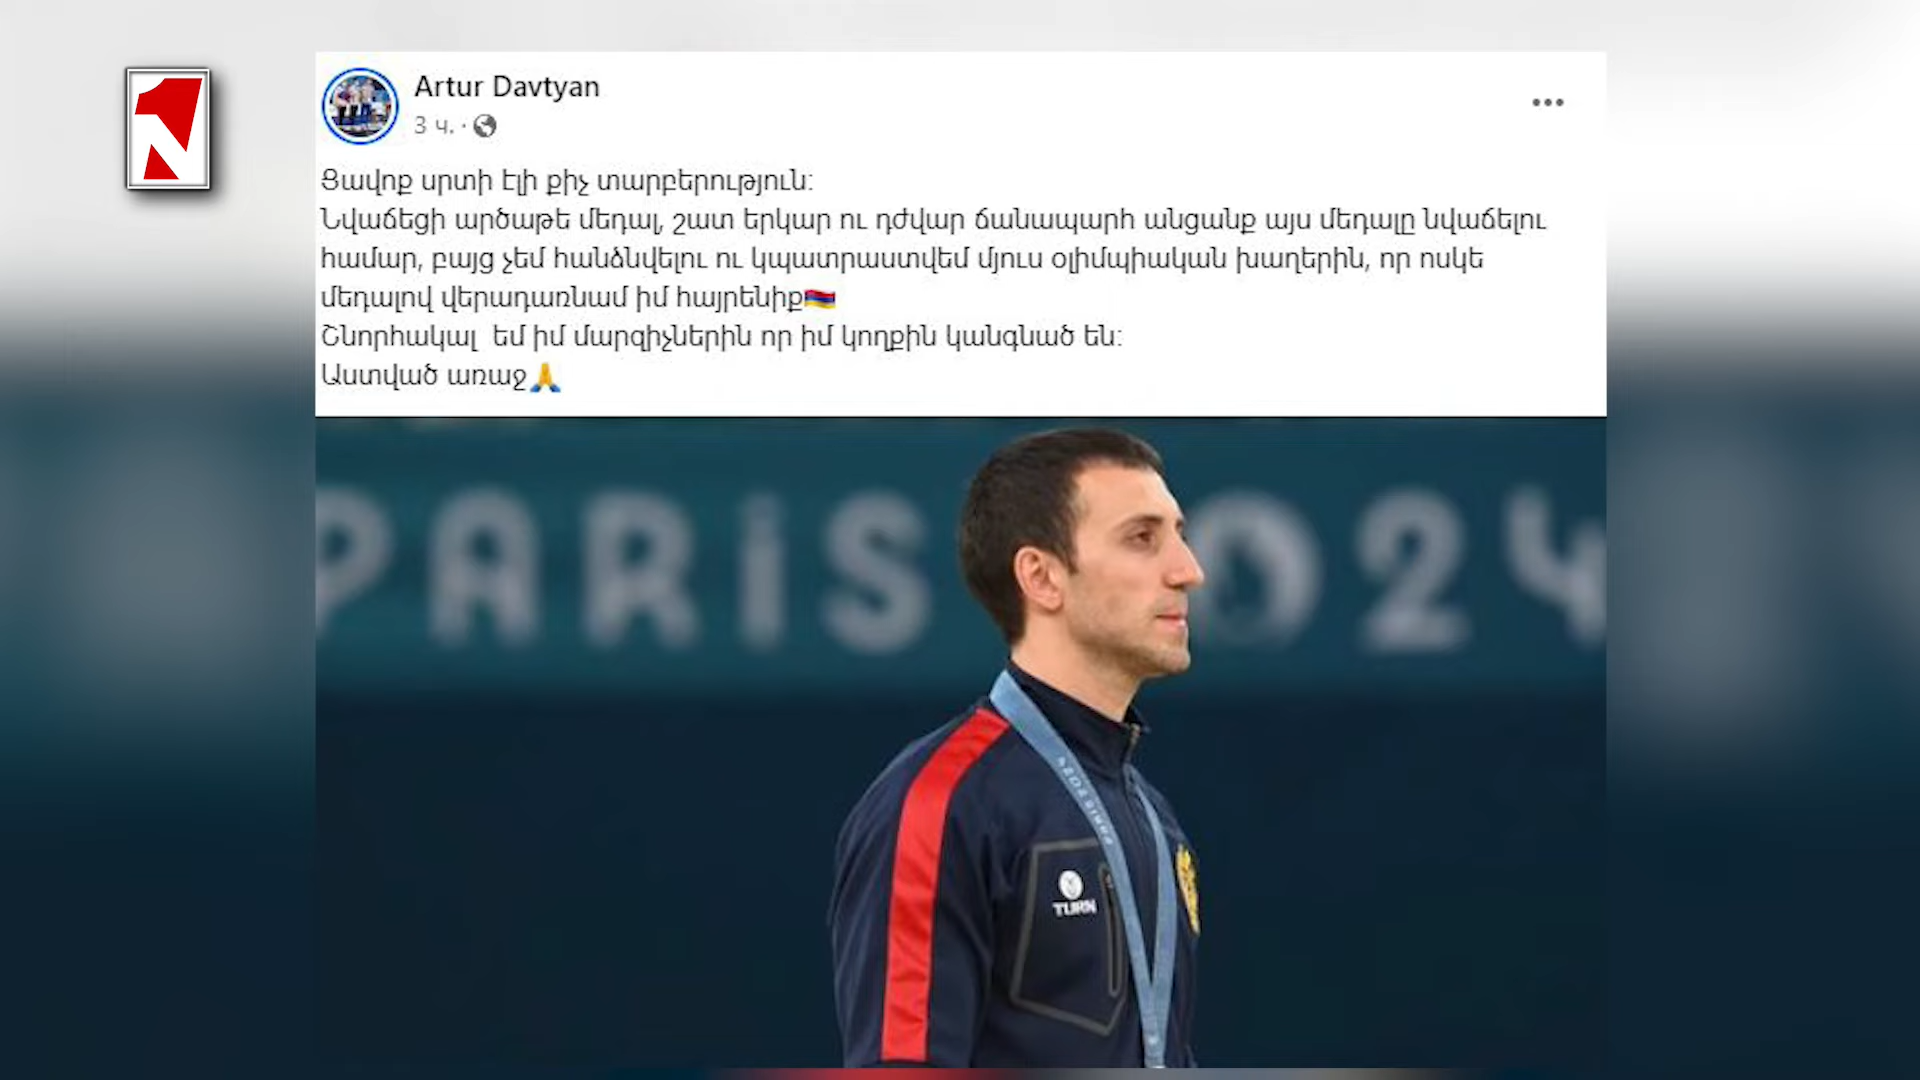 1N
Artur Davtyan
3 ч. ·
Ցավոք սրտի էլի քիչ տարբերություն։
Նվաճեցի արծաթե մեդալ, շատ երկար ու դժվար ճանապարհ անցանք այս մեդալը նվաճելու
համար, բայց չեմ հանձնվելու ու կպատրաստվեմ մյուս օլիմպիական խաղերին, որ ոսկե
մեդալով վերադառնամ իմ հայրենիք🇦🇲
Շնորհակալ եմ իմ մարզիչներին որ իմ կողքին կանգնած են։
Աստված առաջ🙏
PARIS 2024
TURN